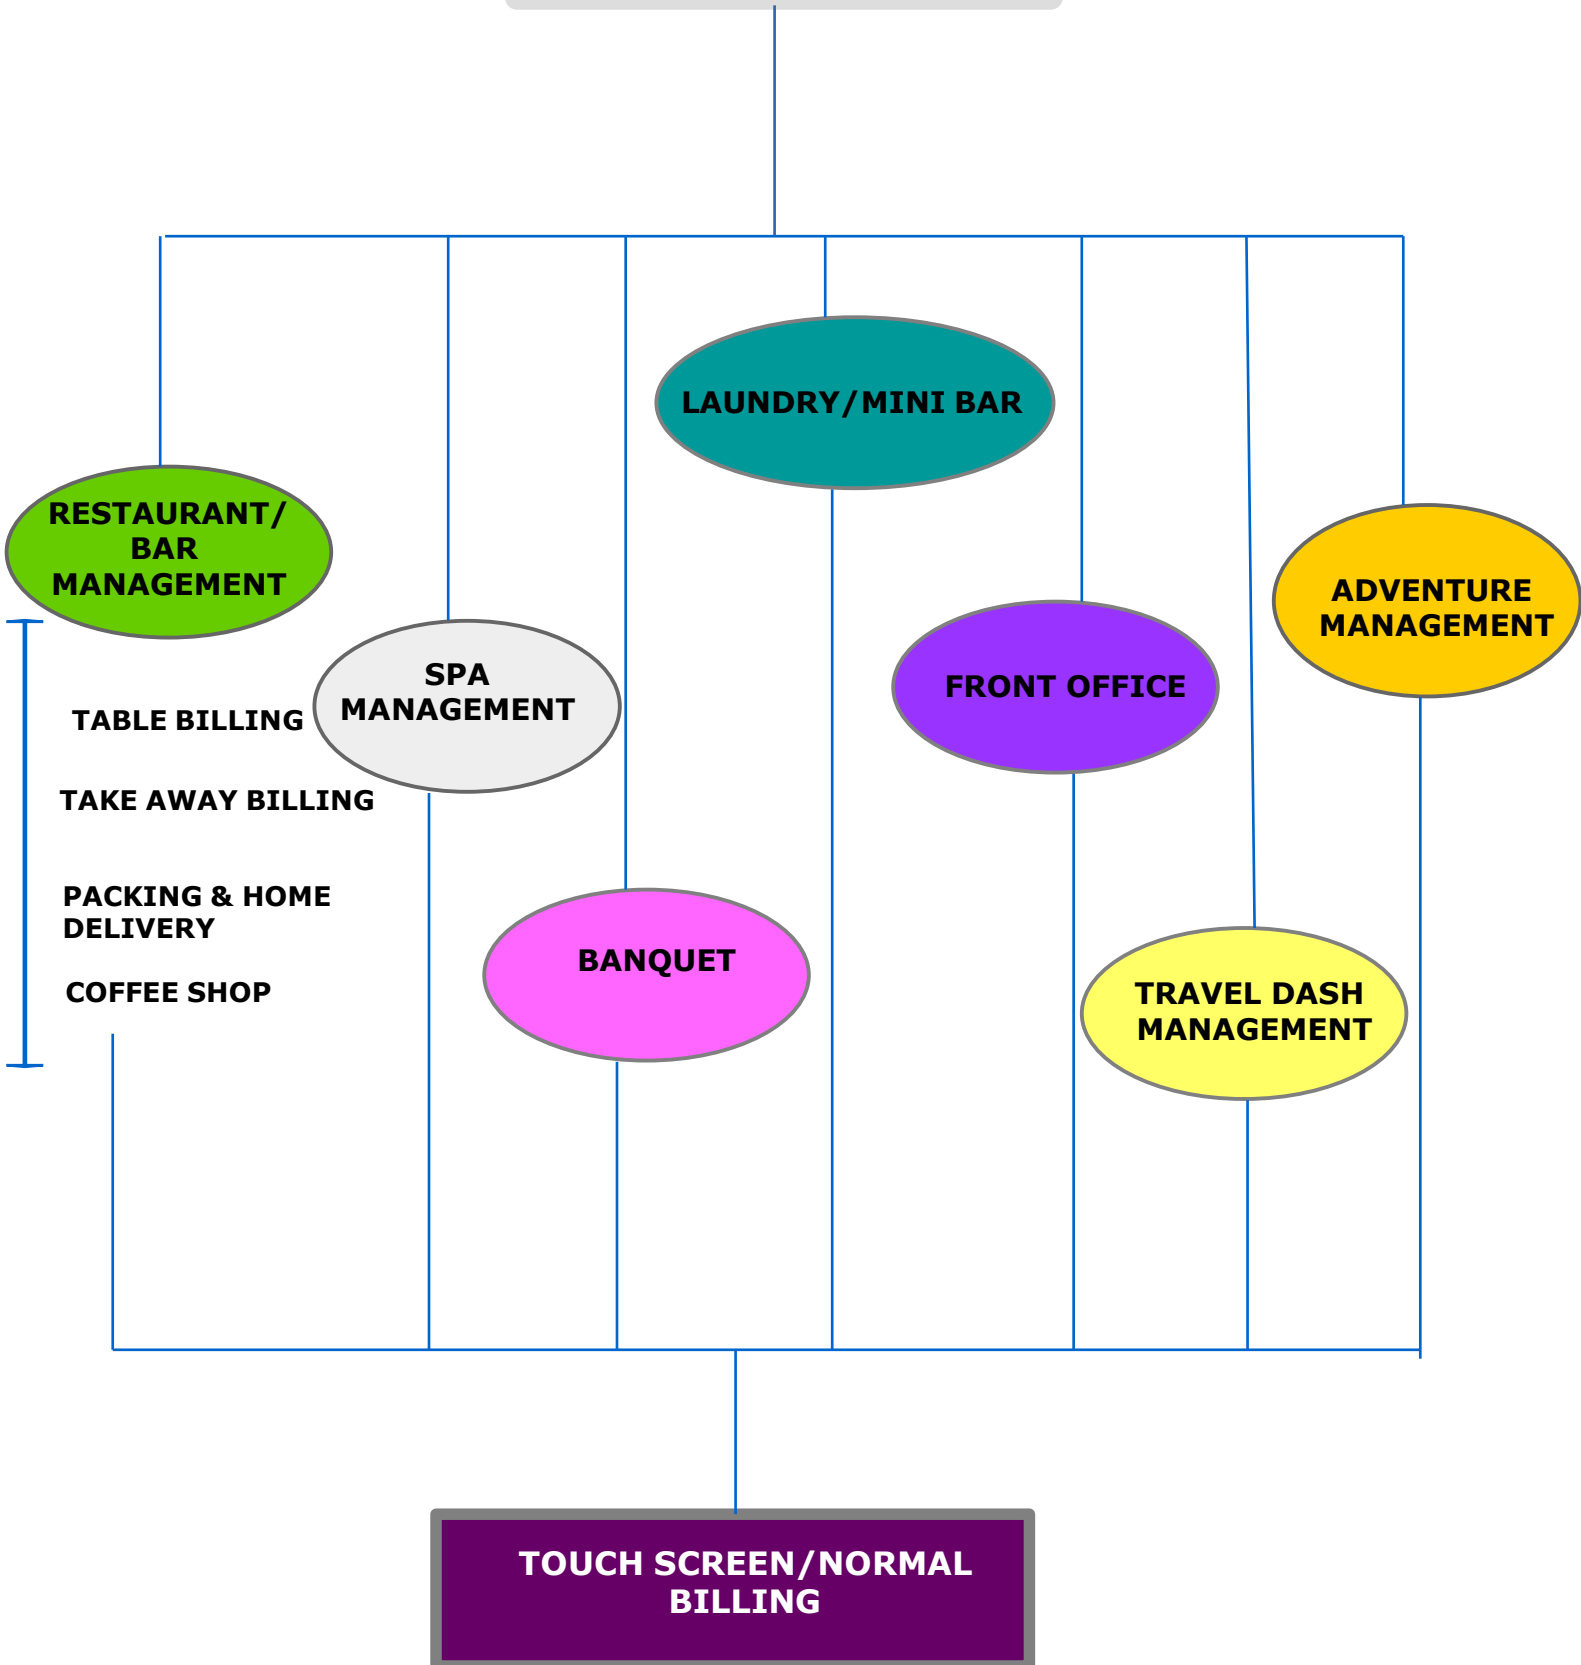 LAUNDRY/MINI BAR
RESTAURANT/
BAR
MANAGEMENT
ADVENTURE
MANAGEMENT
SPA
MANAGEMENT
FRONT OFFICE
TABLE BILLING
TAKE AWAY BILLING
PACKING & HOME
DELIVERY
BANQUET
COFFEE SHOP
TRAVEL DASH
MANAGEMENT
TOUCH SCREEN/NORMAL
BILLING